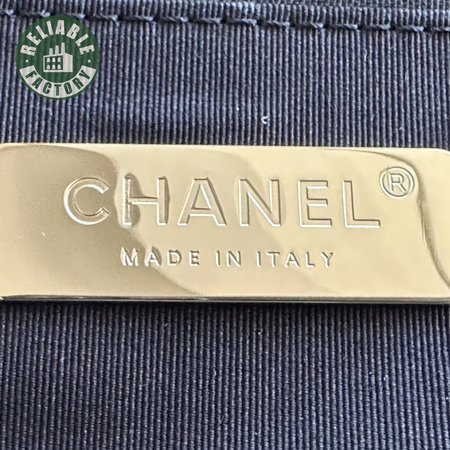 RELIABLE
FACTORY
CHANEL®
MADE IN ITALY